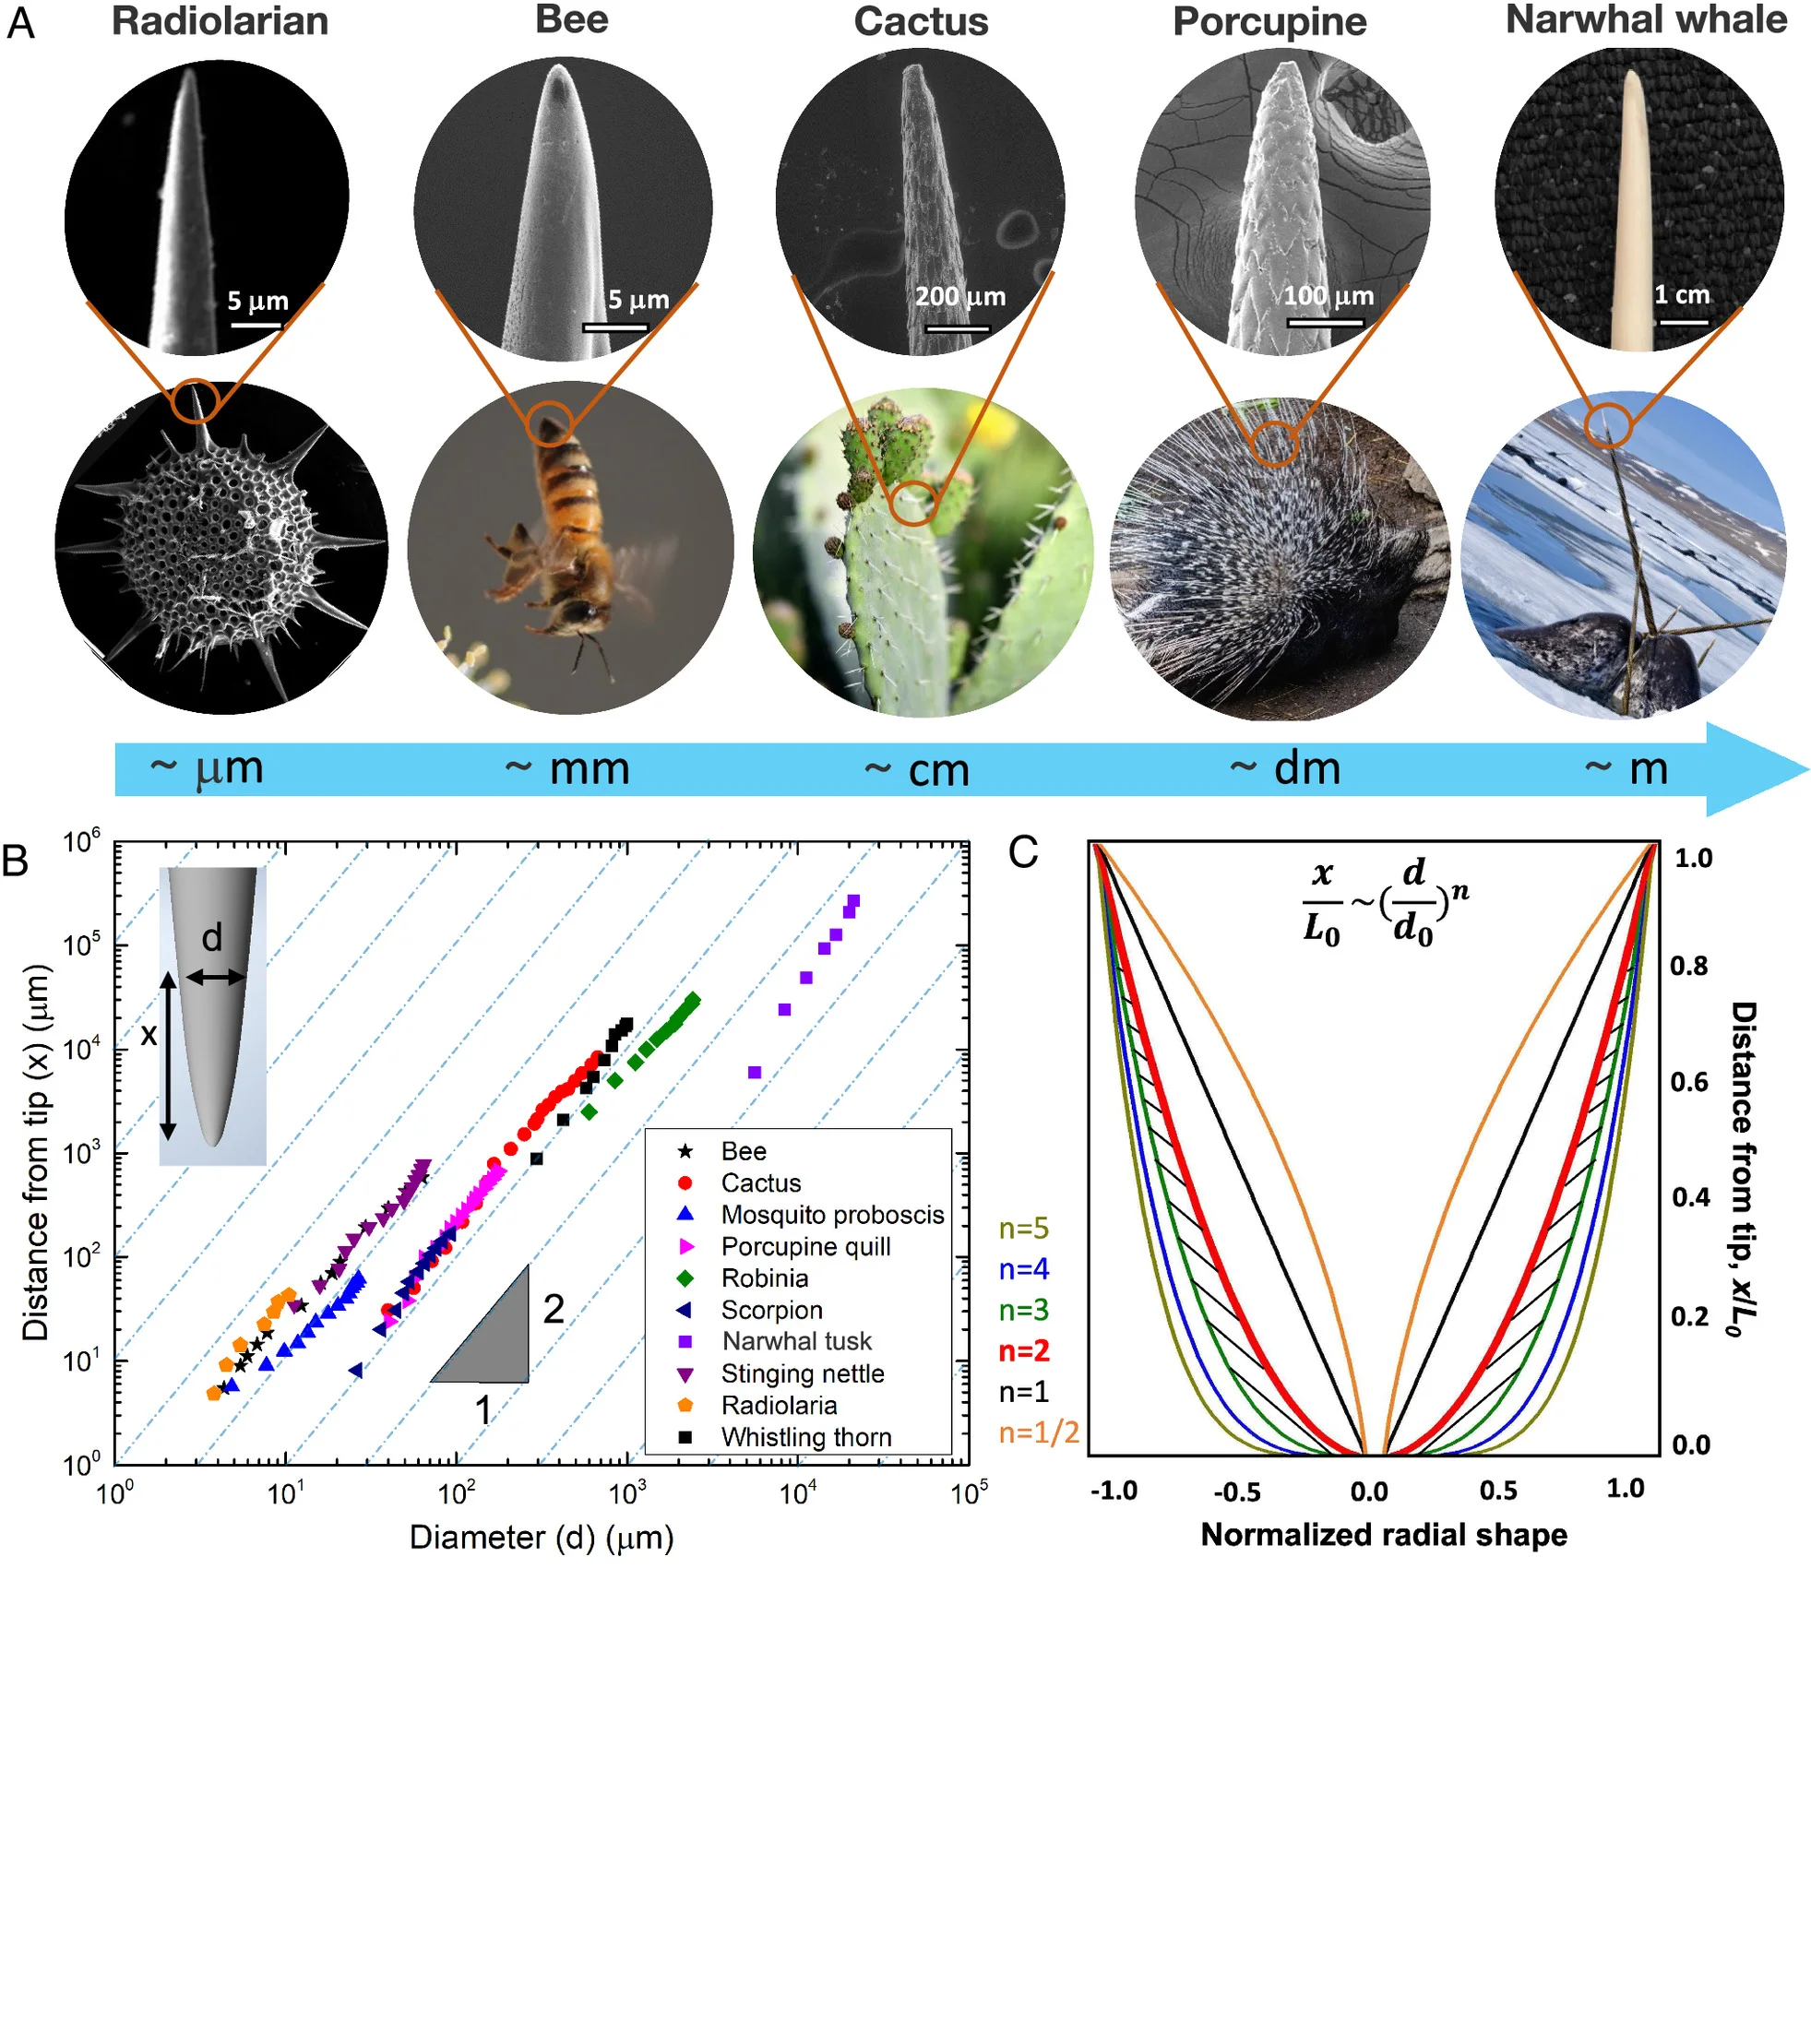 A
Radiolarian
Bee
Cactus
Porcupine
Narwhal whale
5 μm
5 μm
200 μm
100 μm
1 cm
~ μm
~ mm
~ cm
~ dm
~ m
B
10⁶
10⁵
10⁴
10³
10²
10¹
10⁰
Distance from tip (x) (μm)
d
x
2
1
Bee
Cactus
Mosquito proboscis
Porcupine quill
Robinia
Scorpion
Narwhal tusk
Stinging nettle
Radiolaria
Whistling thorn
10⁰
10¹
10²
10³
10⁴
10⁵
Diameter (d) (μm)
C
x/L₀ ~ (d/d₀)ⁿ
n=5
n=4
n=3
n=2
n=1
n=1/2
1.0
0.8
0.6
0.4
0.2
0.0
Distance from tip, x/L₀
-1.0
-0.5
0.0
0.5
1.0
Normalized radial shape